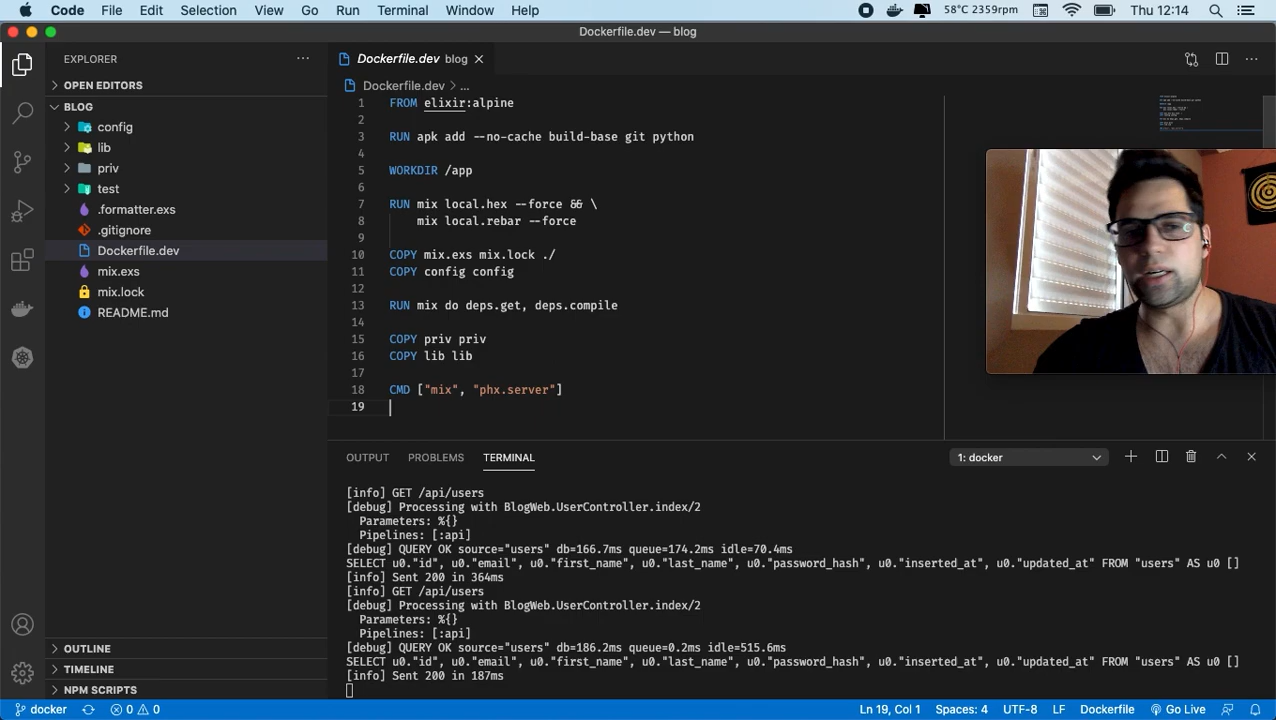 Code File Edit Selection View Go Run Terminal Window Help 58°C 2359rpm Thu 12:14
Dockerfile.dev — blog
EXPLORER
OPEN EDITORS
BLOG
config
lib
priv
test
.formatter.exs
.gitignore
Dockerfile.dev
mix.exs
mix.lock
README.md
OUTLINE
TIMELINE
NPM SCRIPTS
Dockerfile.dev blog
Dockerfile.dev > ...
1 FROM elixir:alpine
2
3 RUN apk add --no-cache build-base git python
4
5 WORKDIR /app
6
7 RUN mix local.hex --force && \
8 mix local.rebar --force
9
10 COPY mix.exs mix.lock ./
11 COPY config config
12
13 RUN mix do deps.get, deps.compile
14
15 COPY priv priv
16 COPY lib lib
17
18 CMD ["mix", "phx.server"]
19
OUTPUT PROBLEMS TERMINAL 1: docker
[info] GET /api/users
[debug] Processing with BlogWeb.UserController.index/2
Parameters: %{}
Pipelines: [:api]
[debug] QUERY OK source="users" db=166.7ms queue=174.2ms idle=70.4ms
SELECT u0."id", u0."email", u0."first_name", u0."last_name", u0."password_hash", u0."inserted_at", u0."updated_at" FROM "users" AS u0 []
[info] Sent 200 in 364ms
[info] GET /api/users
[debug] Processing with BlogWeb.UserController.index/2
Parameters: %{}
Pipelines: [:api]
[debug] QUERY OK source="users" db=186.2ms queue=0.2ms idle=515.6ms
SELECT u0."id", u0."email", u0."first_name", u0."last_name", u0."password_hash", u0."inserted_at", u0."updated_at" FROM "users" AS u0 []
[info] Sent 200 in 187ms
docker 0 0 Ln 19, Col 1 Spaces: 4 UTF-8 LF Dockerfile Go Live